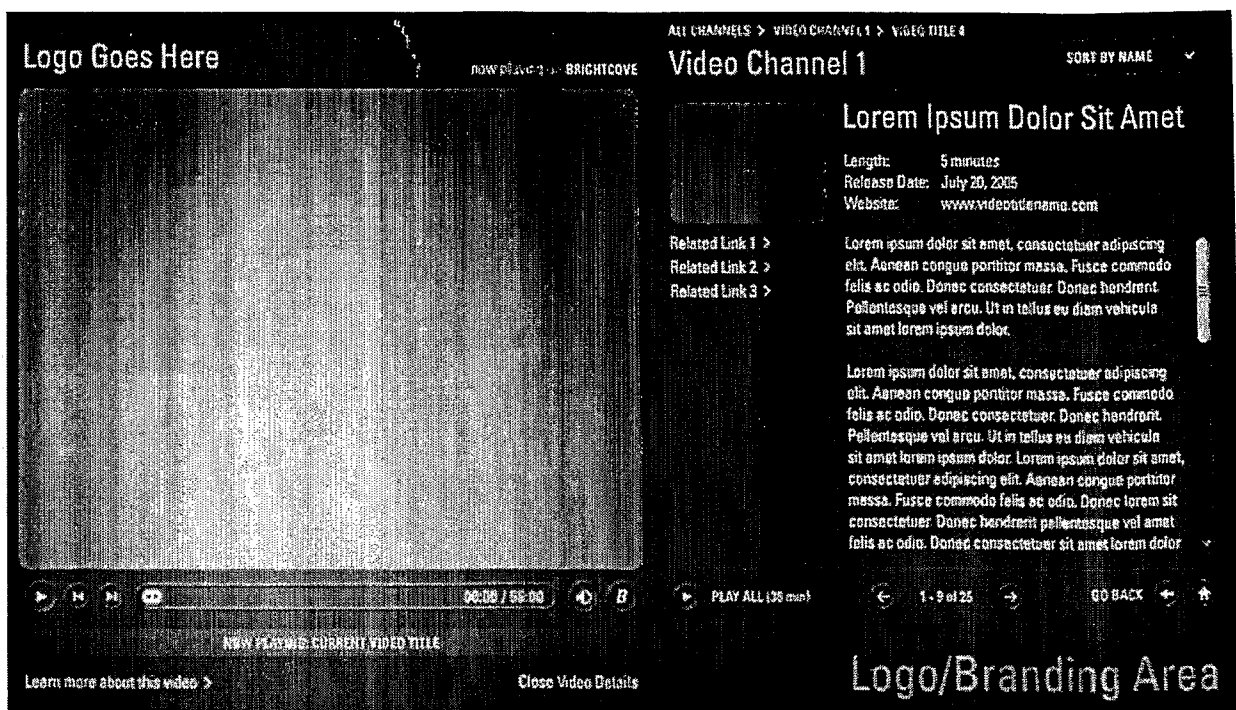 Logo Goes Here
now playing on BRIGHTCOVE
00:00 / 55:00
B
NOW PLAYING: CURRENT VIDEO TITLE
Learn more about this video >
Close Video Details
ALL CHANNELS > VIDEO CHANNEL 1 > VIDEO TITLE 4
Video Channel 1
SORT BY NAME
Lorem Ipsum Dolor Sit Amet
Length: 5 minutes
Release Date: July 20, 2005
Website:
Related Link 1 >
Related Link 2 >
Related Link 3 >
Lorem ipsum dolor sit amet, consectetuer adipiscing
elit. Aenean congue porttitor massa. Fusce commodo
felis ac odio. Donec consectetuer. Donec hendrerit.
Pellentesque vel arcu. Ut in tellus eu diam vehicula
sit amet lorem ipsum dolor.
Lorem ipsum dolor sit amet, consectetuer adipiscing
elit. Aenean congue porttitor massa. Fusce commodo
felis ac odio. Donec consectetuer. Donec hendrerit.
Pellentesque vel arcu. Ut in tellus eu diam vehicula
sit amet lorem ipsum dolor. Lorem ipsum dolor sit amet,
consectetuer adipiscing elit. Aenean congue porttitor
massa. Fusce commodo felis ac odio. Donec lorem sit
consectetuer. Donec hendrerit pellentesque vel amet
felis ac odio. Donec consectetuer sit amet lorem dolor
PLAY ALL (35 min)
1 - 9 of 25
GO BACK
Logo/Branding Area